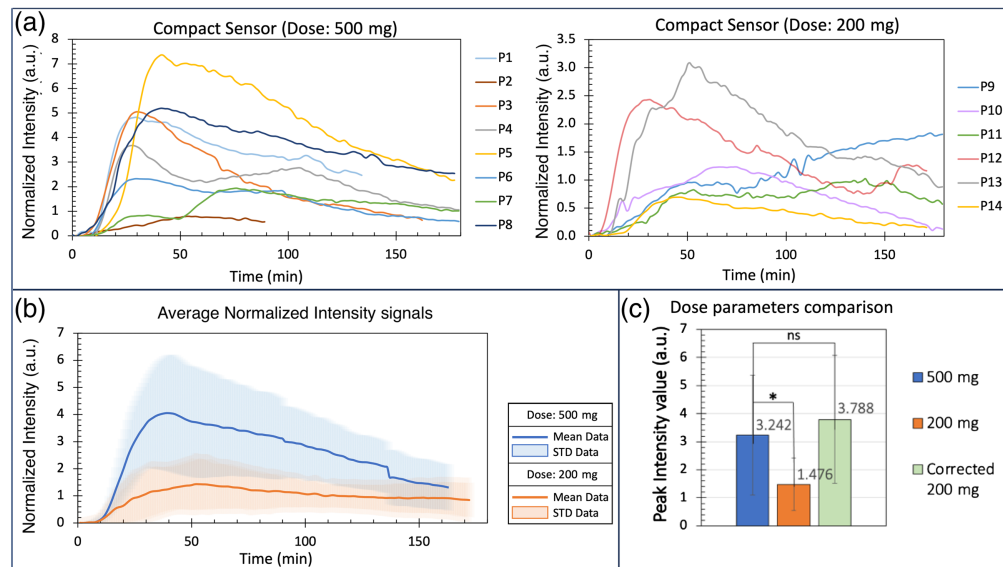 (a)
Compact Sensor (Dose: 500 mg)
Normalized Intensity (a.u.)
8
7
6
5
4
3
2
1
0
0
50
100
150
Time (min)
P1
P2
P3
P4
P5
P6
P7
P8
Compact Sensor (Dose: 200 mg)
Normalized Intensity (a.u.)
3.5
3.0
2.5
2.0
1.5
1.0
0.5
0.0
0
50
100
150
Time (min)
P9
P10
P11
P12
P13
P14
(b)
Average Normalized Intensity signals
Normalized Intensity (a.u.)
7
6
5
4
3
2
1
0
0
50
100
150
Time (min)
Dose: 500 mg
Mean Data
STD Data
Dose: 200 mg
Mean Data
STD Data
(c)
Dose parameters comparison
Peak Intensity value (a.u.)
7
6
5
4
3
2
1
0
ns
*
3.242
1.476
3.788
500 mg
200 mg
Corrected
200 mg